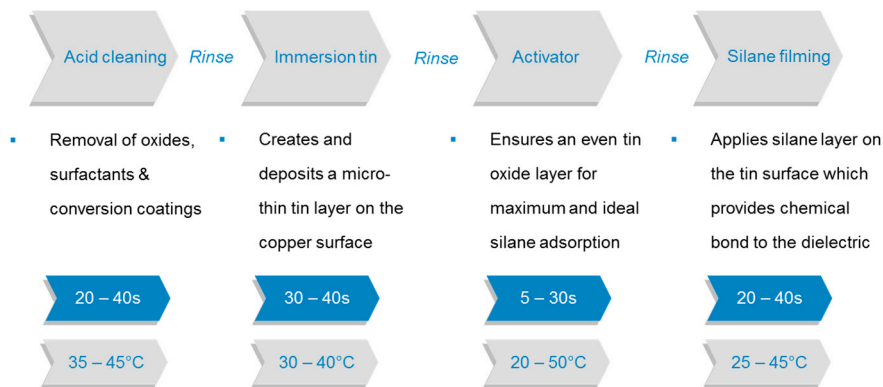 Acid cleaning
Rinse
Immersion tin
Rinse
Activator
Rinse
Silane filming
▪ Removal of oxides,
surfactants &
conversion coatings
▪ Creates and
deposits a micro-
thin tin layer on the
copper surface
▪ Ensures an even tin
oxide layer for
maximum and ideal
silane adsorption
▪ Applies silane layer on
the tin surface which
provides chemical
bond to the dielectric
20 – 40s
30 – 40s
5 – 30s
20 – 40s
35 – 45°C
30 – 40°C
20 – 50°C
25 – 45°C